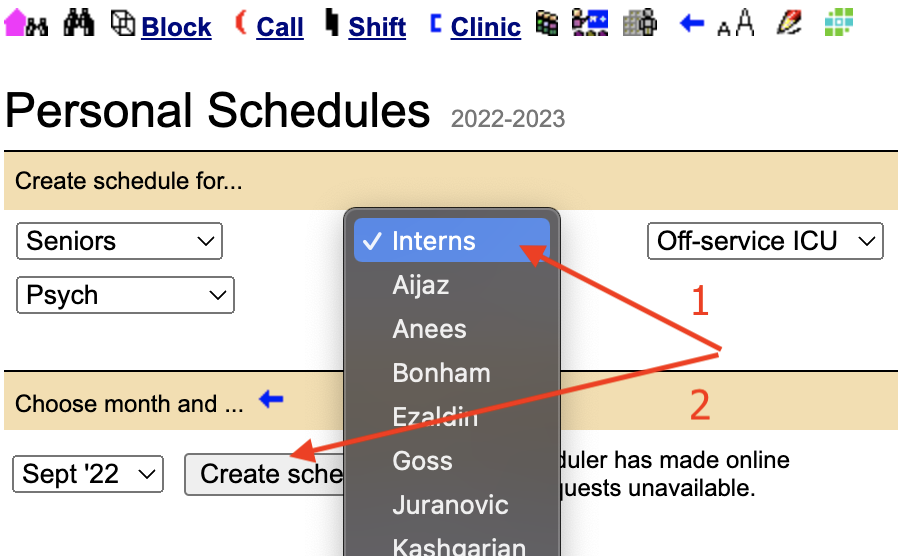 Block Call Shift Clinic
Personal Schedules 2022-2023
Create schedule for...
Seniors
Interns
Off-service ICU
Psych
Aijaz
1
Anees
Bonham
Choose month and ...
2
Ezaldin
Goss
Sept '22
Create sche
duler has made online
quests unavailable.
Juranovic
Kashgarian